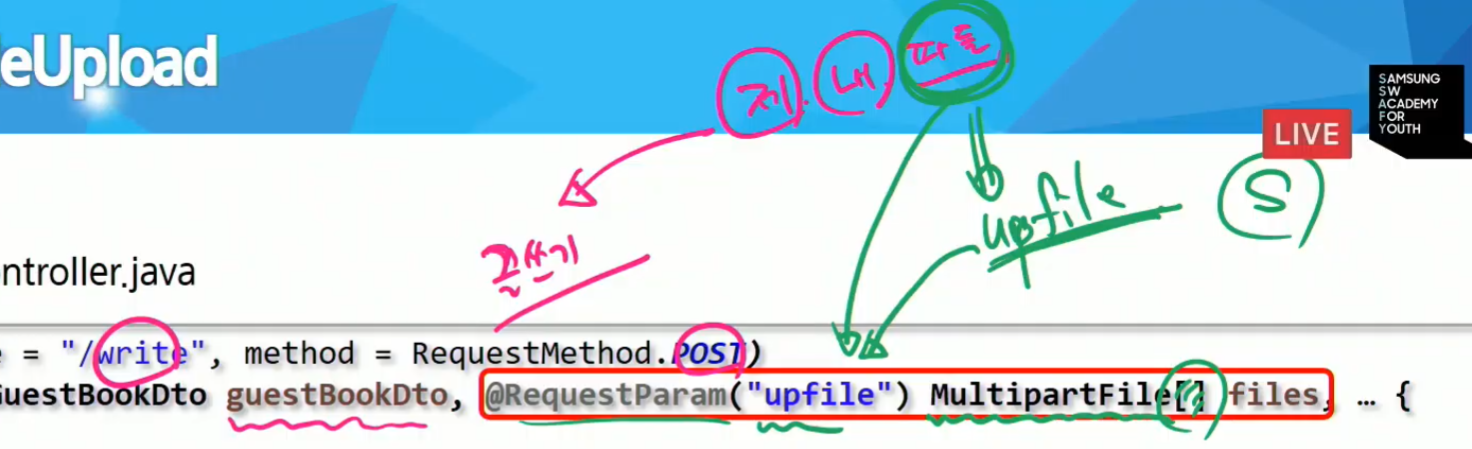 eUpload
제. 내. 파들
SAMSUNG
SW
ACADEMY
FOR
YOUTH
LIVE
upfile
S
글쓰기
ntroller.java
e = "/write", method = RequestMethod.POST)
GuestBookDto guestBookDto, @RequestParam("upfile") MultipartFile[] files, … {